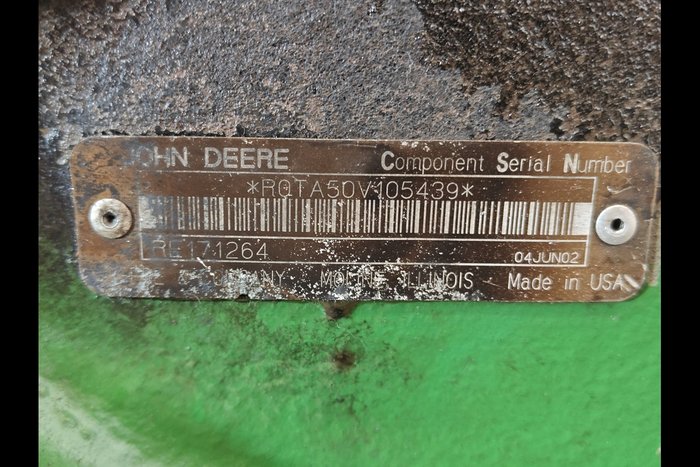 JOHN DEERE Component Serial Number
*RQTA50V105439*
RE171264 04JUN02
MOLINE, ILLINOIS Made in USA